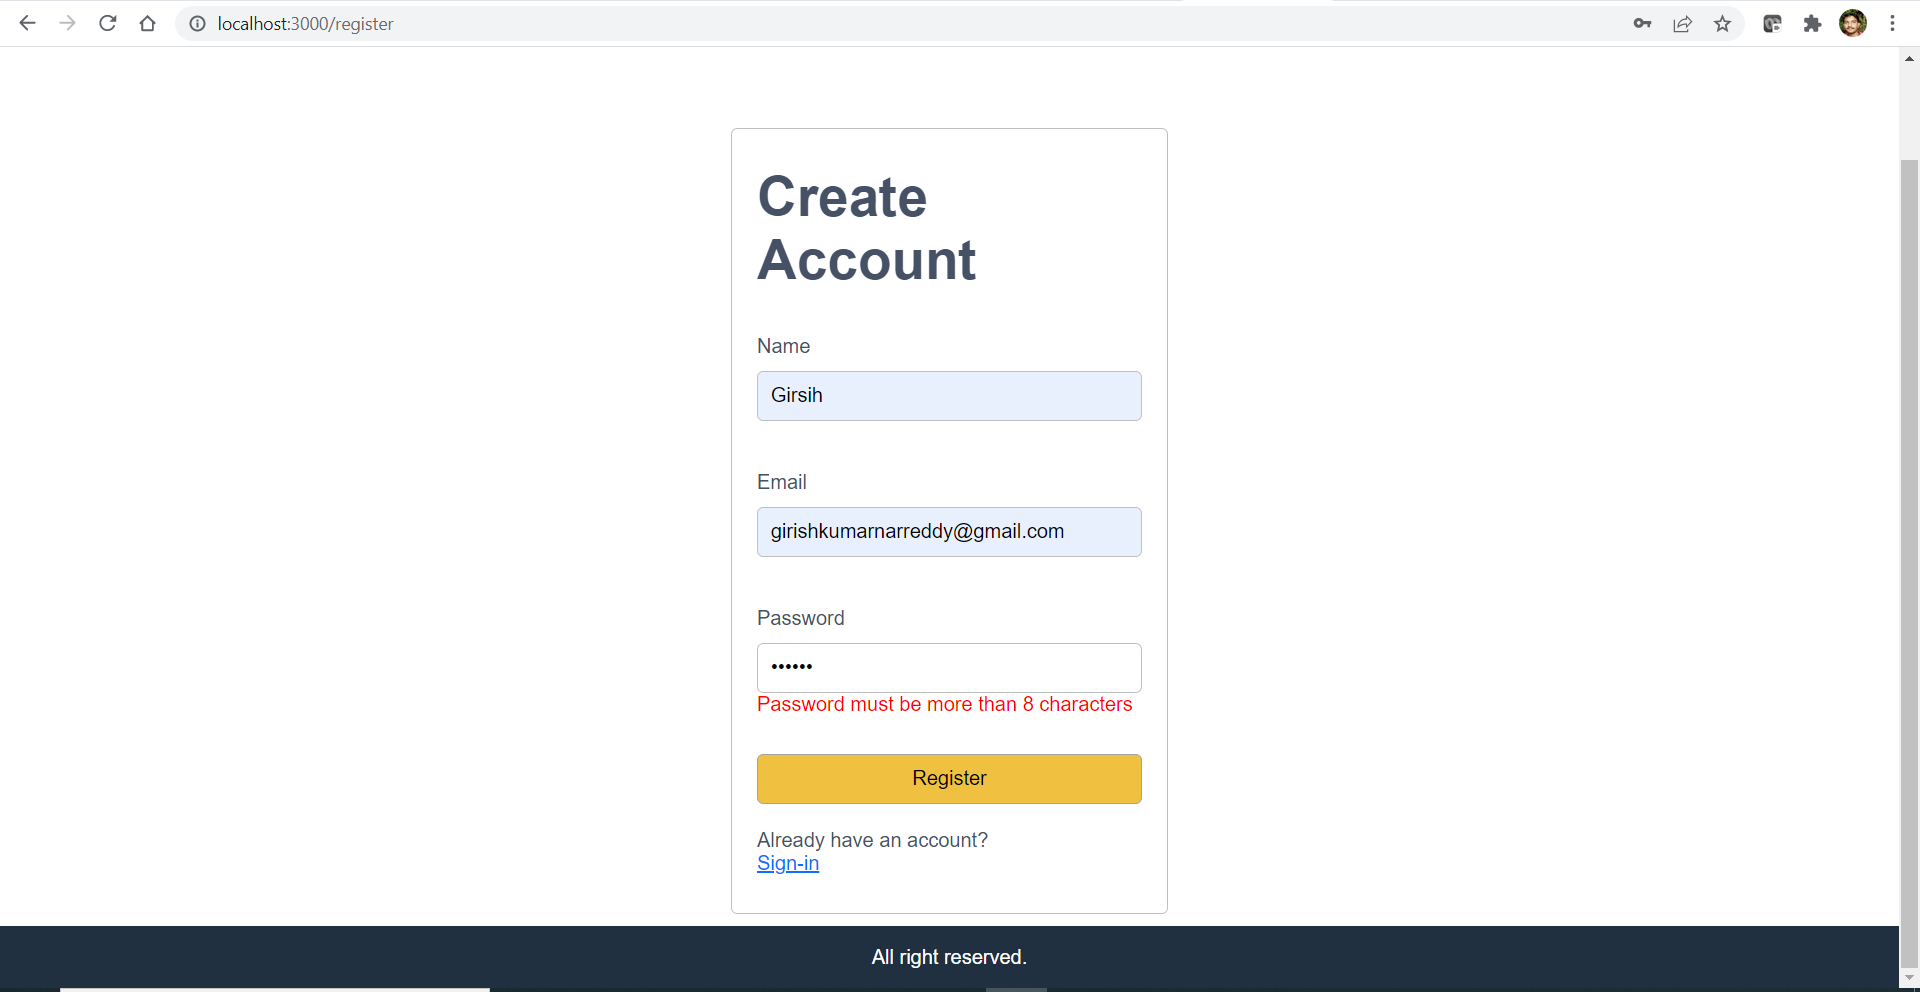 localhost:3000/register
Create
Account
Name
Girsih
Email
girishkumarnarreddy@gmail.com
Password
••••••
Password must be more than 8 characters
Register
Already have an account?
Sign-in
All right reserved.